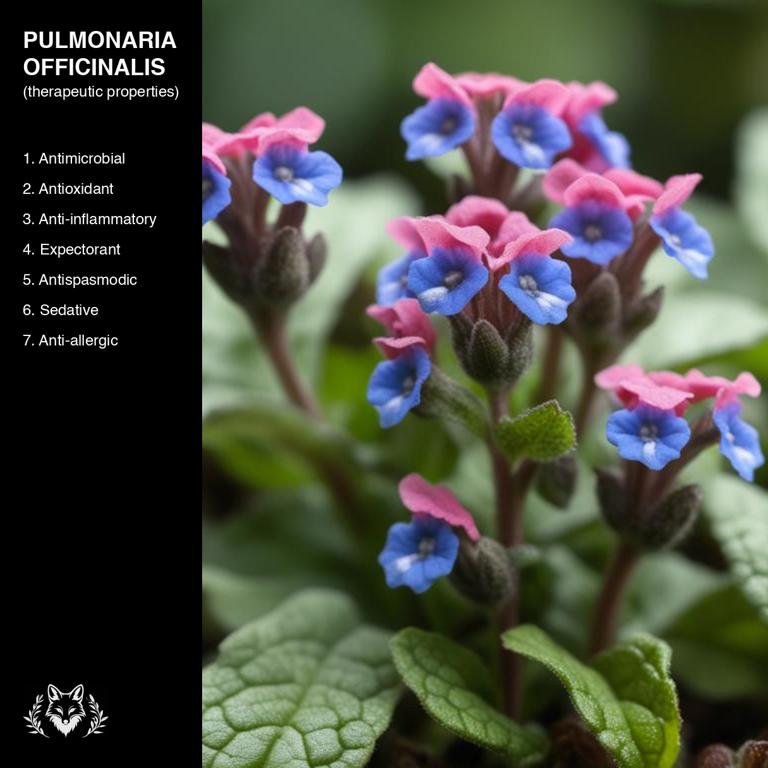 PULMONARIA
OFFICINALIS
(therapeutic properties)
1. Antimicrobial
2. Antioxidant
3. Anti-inflammatory
4. Expectorant
5. Antispasmodic
6. Sedative
7. Anti-allergic